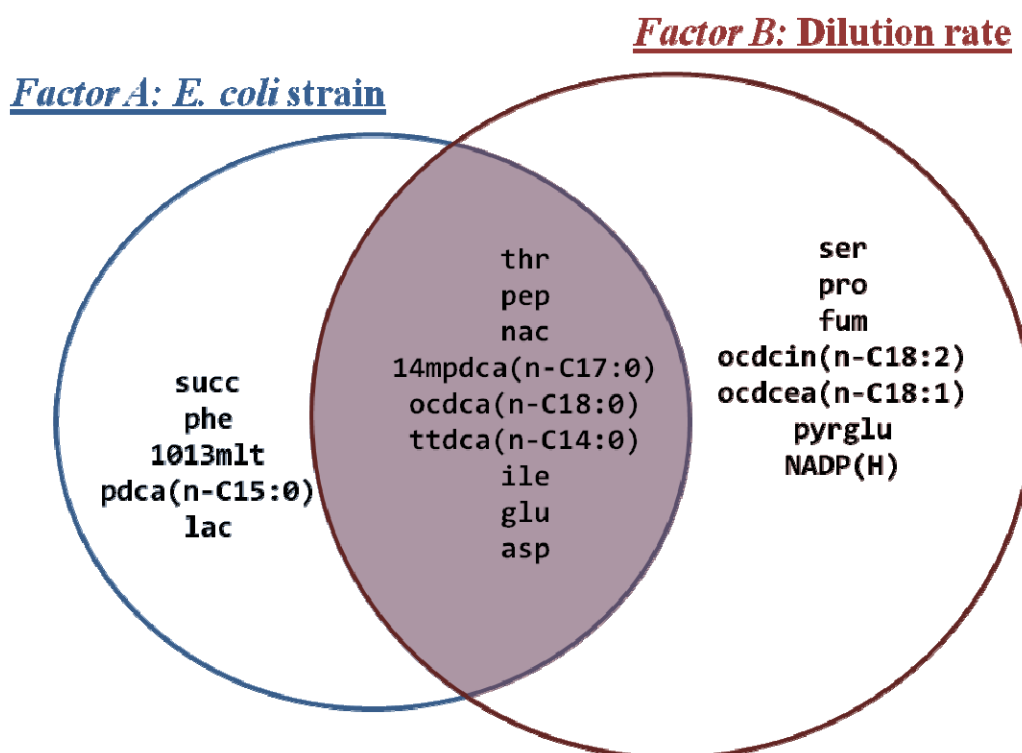 Factor B: Dilution rate
Factor A: E. coli strain
succ
phe
1013mlt
pdca(n-C15:0)
lac
thr
pep
nac
14mpdca(n-C17:0)
ocdca(n-C18:0)
ttdca(n-C14:0)
ile
glu
asp
ser
pro
fum
ocdcin(n-C18:2)
ocdcea(n-C18:1)
pyrglu
NADP(H)